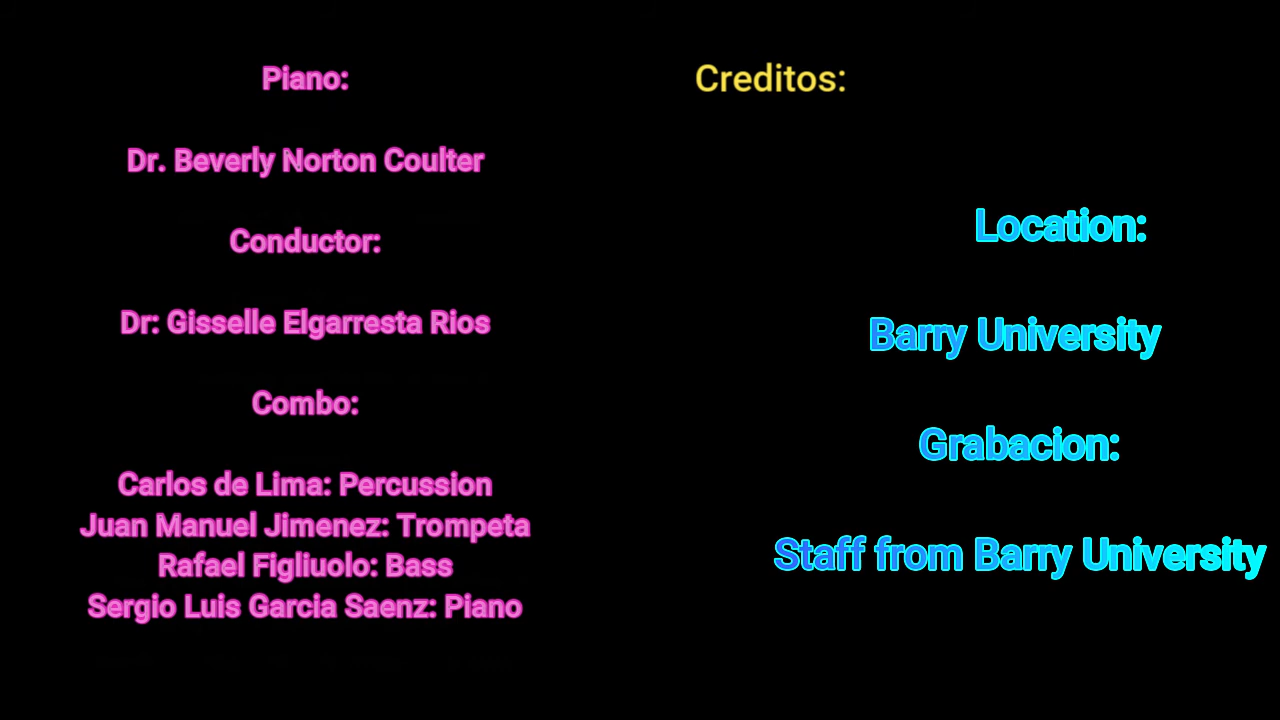 Piano:
Dr. Beverly Norton Coulter
Conductor:
Dr: Gisselle Elgarresta Rios
Combo:
Carlos de Lima: Percussion
Juan Manuel Jimenez: Trompeta
Rafael Figliuolo: Bass
Sergio Luis Garcia Saenz: Piano
Creditos:
Location:
Barry University
Grabacion:
Staff from Barry University